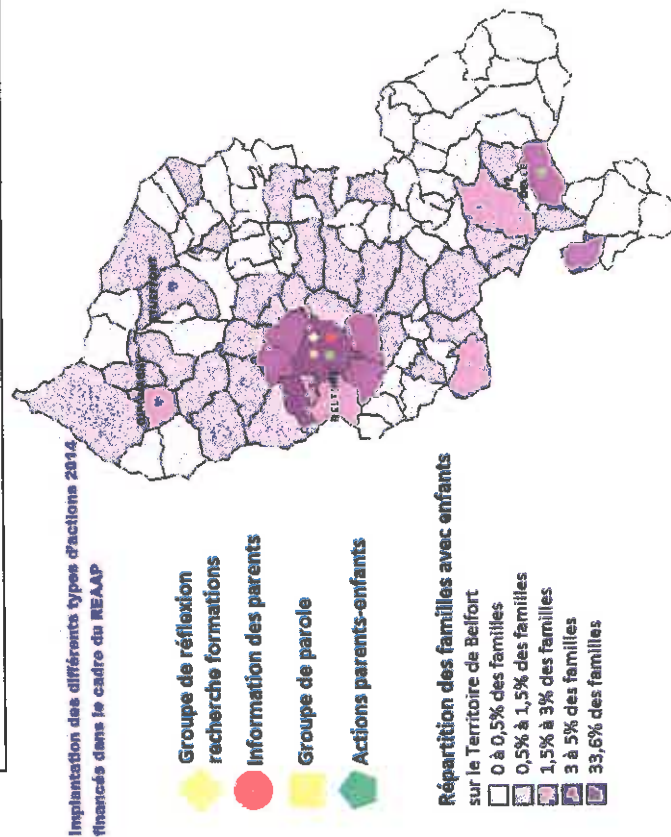 Implantation des différents types d'actions 2014
financés dans le cadre du REAAP
Groupe de réflexion
recherche formations
Information des parents
Groupe de parole
Actions parents-enfants
Répartition des familles avec enfants
sur le Territoire de Belfort
0 à 0,5% des familles
0,5% à 1,5% des familles
1,5% à 3% des familles
3 à 5% des familles
33,6% des familles